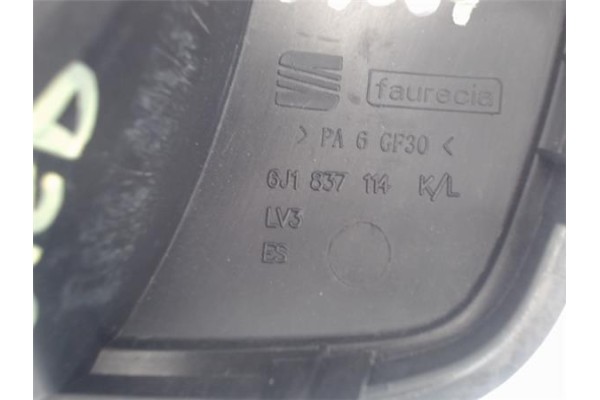 faurecia
> PA 6 GF30 <
6J1 837 114 K/L
LV3
ES